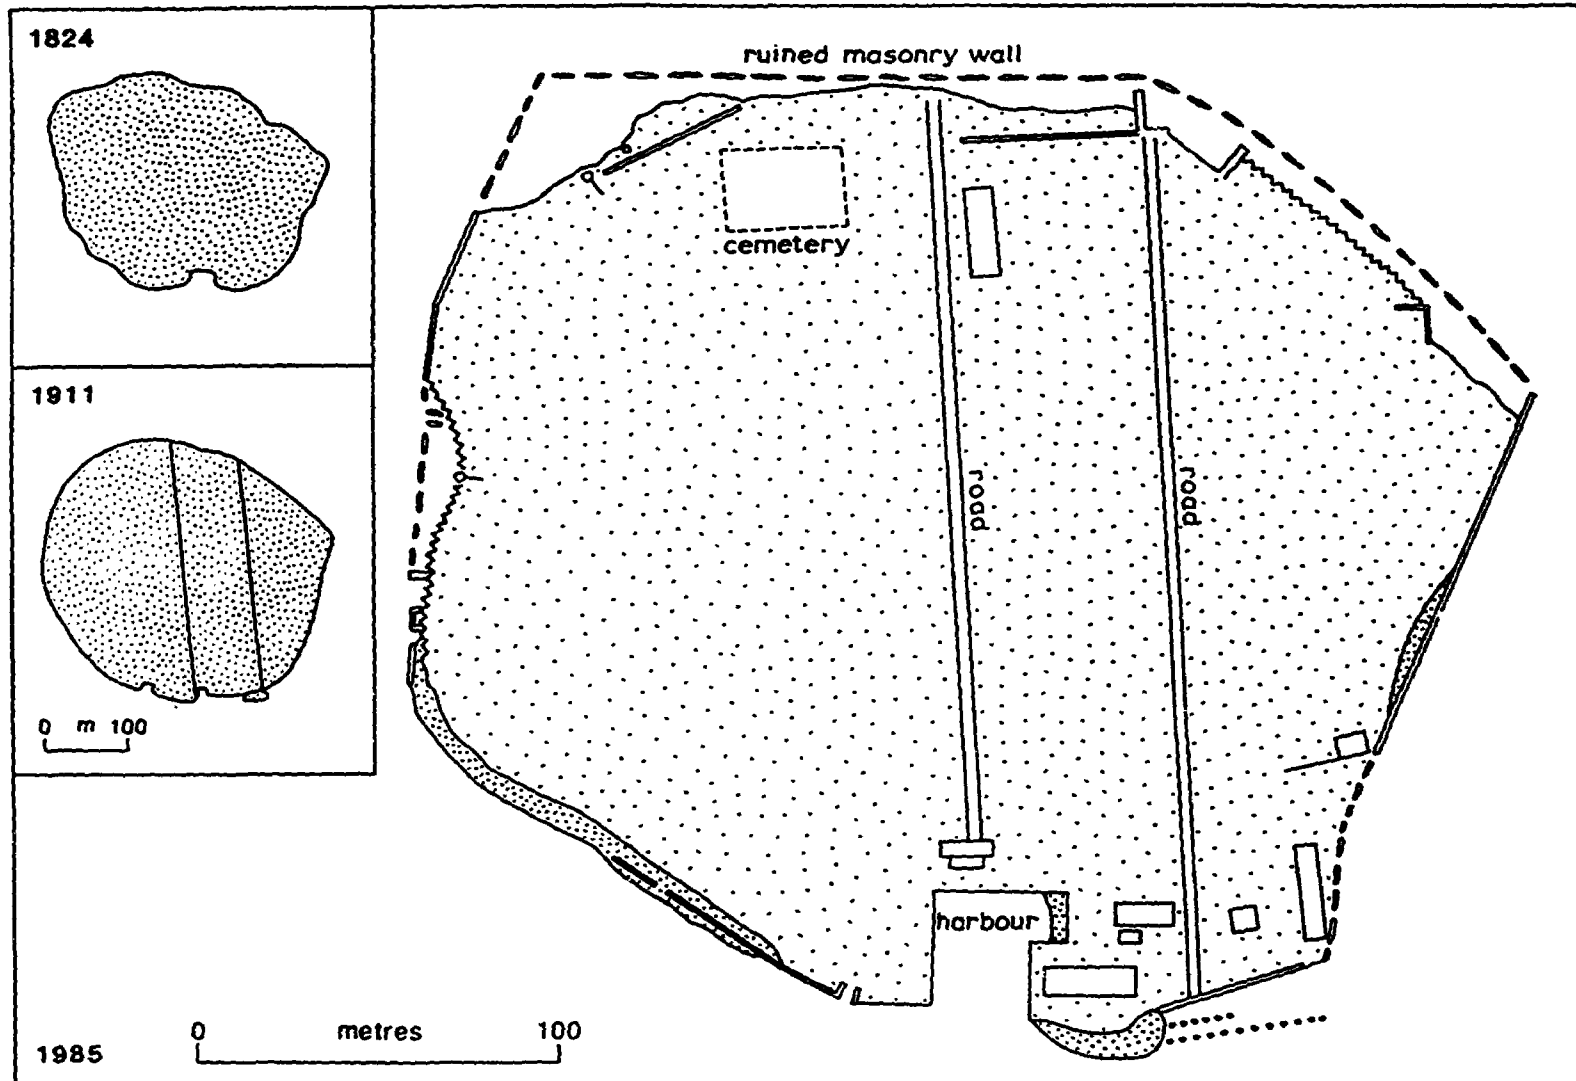 1824
1911
0 m 100
ruined masonry wall
cemetery
road
road
harbour
0 metres 100
1985